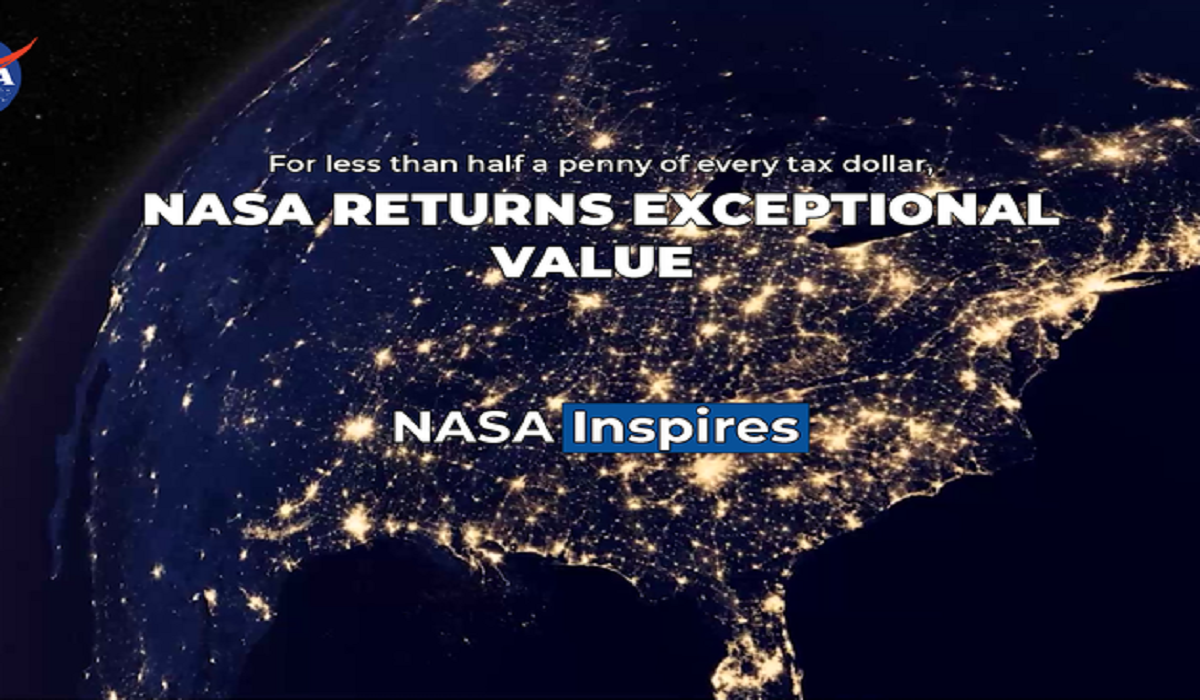 For less than half a penny of every tax dollar,
NASA RETURNS EXCEPTIONAL
VALUE
NASA Inspires